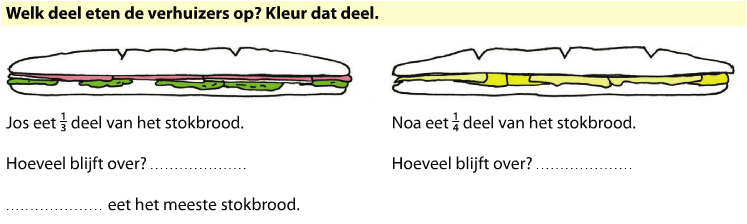 Welk deel eten de verhuizers op? Kleur dat deel.
Jos eet 1/3 deel van het stokbrood.
Hoeveel blijft over? ....................
Noa eet 1/4 deel van het stokbrood.
Hoeveel blijft over? ....................
.................... eet het meeste stokbrood.